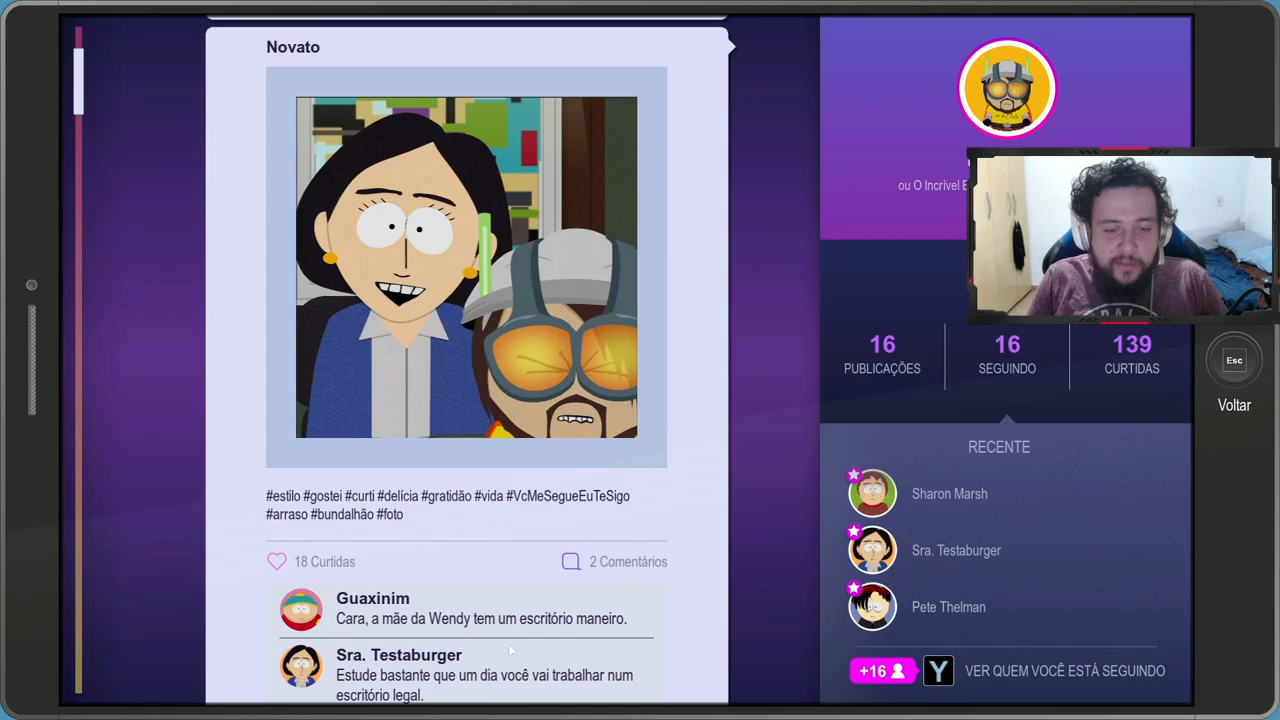 Novato
#estilo #gostei #curti #delícia #gratidão #vida #VcMeSegueEuTeSigo
#arraso #bundalhão #foto
18 Curtidas
2 Comentários
Guaxinim
Cara, a mãe da Wendy tem um escritório maneiro.
Sra. Testaburger
Estude bastante que um dia você vai trabalhar num
escritório legal.
ou O Incrível
16
PUBLICAÇÕES
16
SEGUINDO
139
CURTIDAS
RECENTE
Sharon Marsh
Sra. Testaburger
Pete Thelman
+16
Y
VER QUEM VOCÊ ESTÁ SEGUINDO
Esc
Voltar